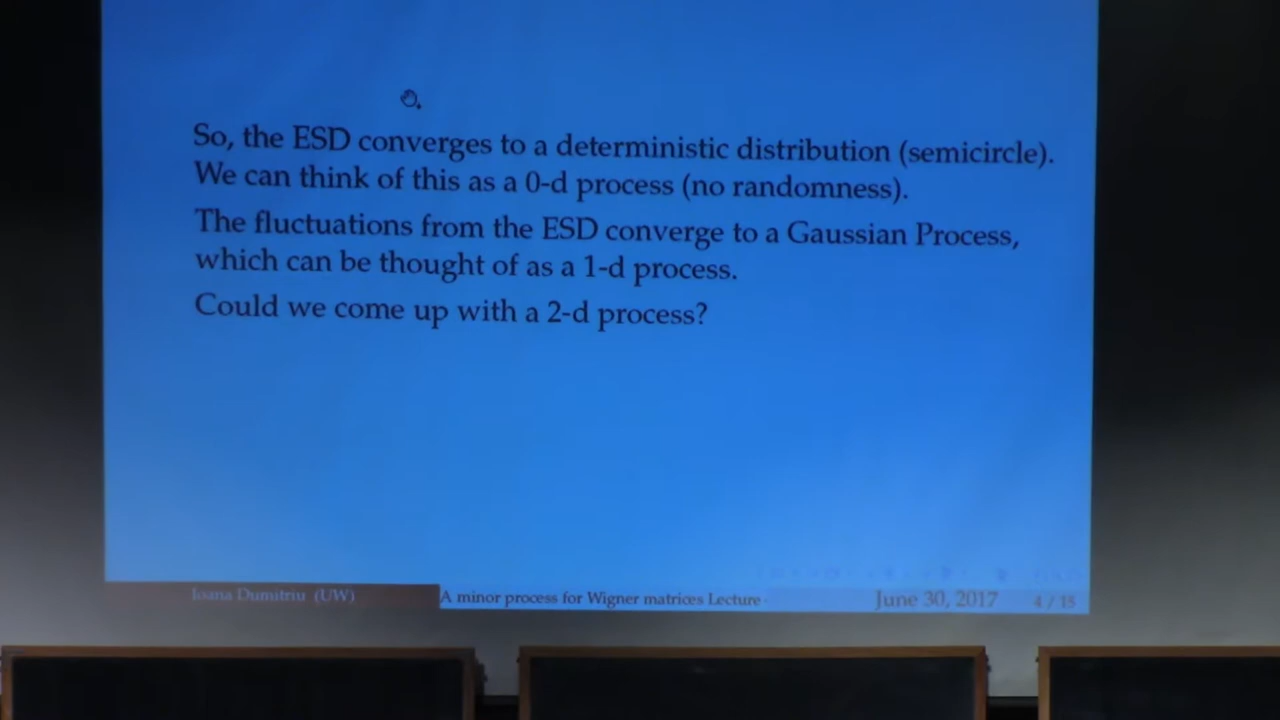 So, the ESD converges to a deterministic distribution (semicircle).
We can think of this as a 0-d process (no randomness).
The fluctuations from the ESD converge to a Gaussian Process,
which can be thought of as a 1-d process.
Could we come up with a 2-d process?
Ioana Dumitriu (UW)
A minor process for Wigner matrices Lecture
June 30, 2017
4 / 15